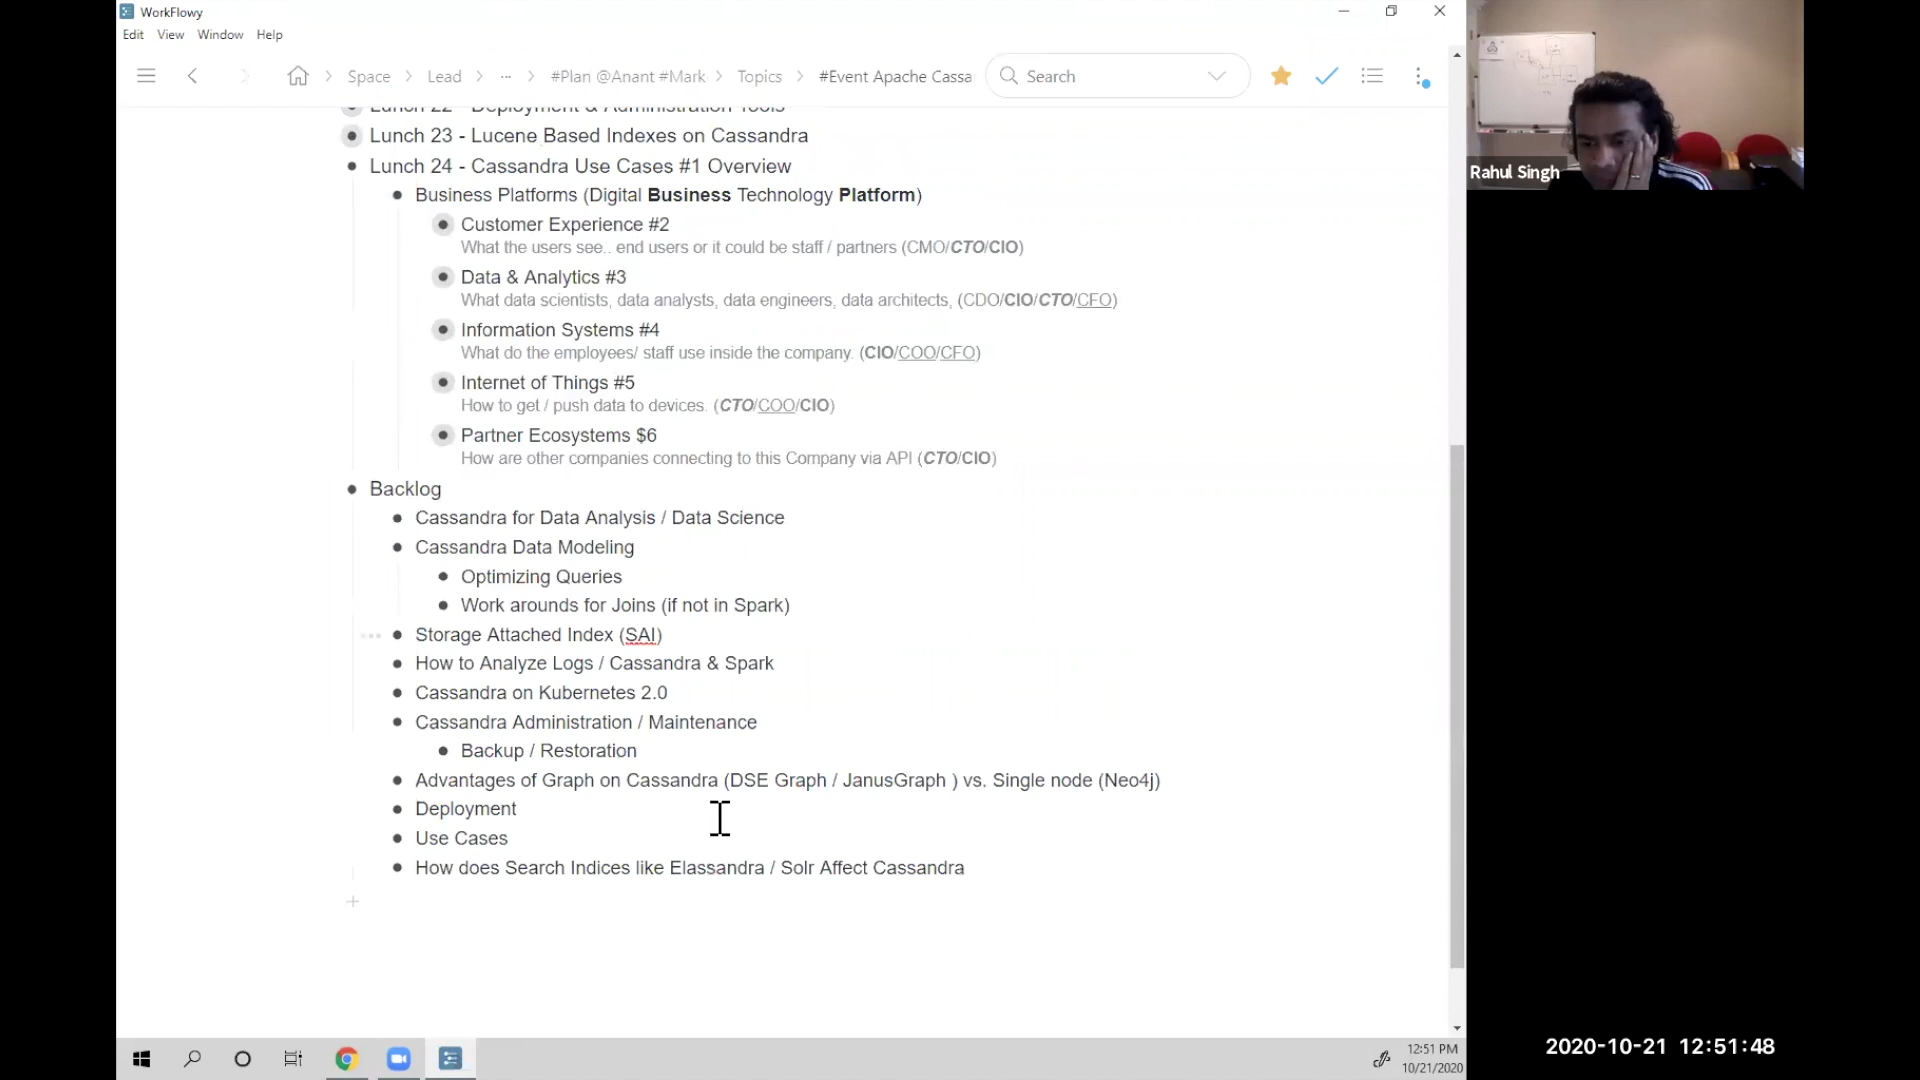 WorkFlowy
Edit View Window Help
Space Lead ... #Plan @Anant #Mark Topics #Event Apache Cassa Search
Lunch 22 - Deployment & Administration Tools
Lunch 23 - Lucene Based Indexes on Cassandra
Lunch 24 - Cassandra Use Cases #1 Overview
Business Platforms (Digital Business Technology Platform)
Customer Experience #2
What the users see.. end users or it could be staff / partners (CMO/CTO/CIO)
Data & Analytics #3
What data scientists, data analysts, data engineers, data architects, (CDO/CIO/CTO/CFO)
Information Systems #4
What do the employees/ staff use inside the company. (CIO/COO/CFO)
Internet of Things #5
How to get / push data to devices. (CTO/COO/CIO)
Partner Ecosystems $6
How are other companies connecting to this Company via API (CTO/CIO)
Backlog
Cassandra for Data Analysis / Data Science
Cassandra Data Modeling
Optimizing Queries
Work arounds for Joins (if not in Spark)
Storage Attached Index (SAI)
How to Analyze Logs / Cassandra & Spark
Cassandra on Kubernetes 2.0
Cassandra Administration / Maintenance
Backup / Restoration
Advantages of Graph on Cassandra (DSE Graph / JanusGraph ) vs. Single node (Neo4j)
Deployment
Use Cases
How does Search Indices like Elassandra / Solr Affect Cassandra
12:51 PM
10/21/2020
Rahul Singh
2020-10-21 12:51:48